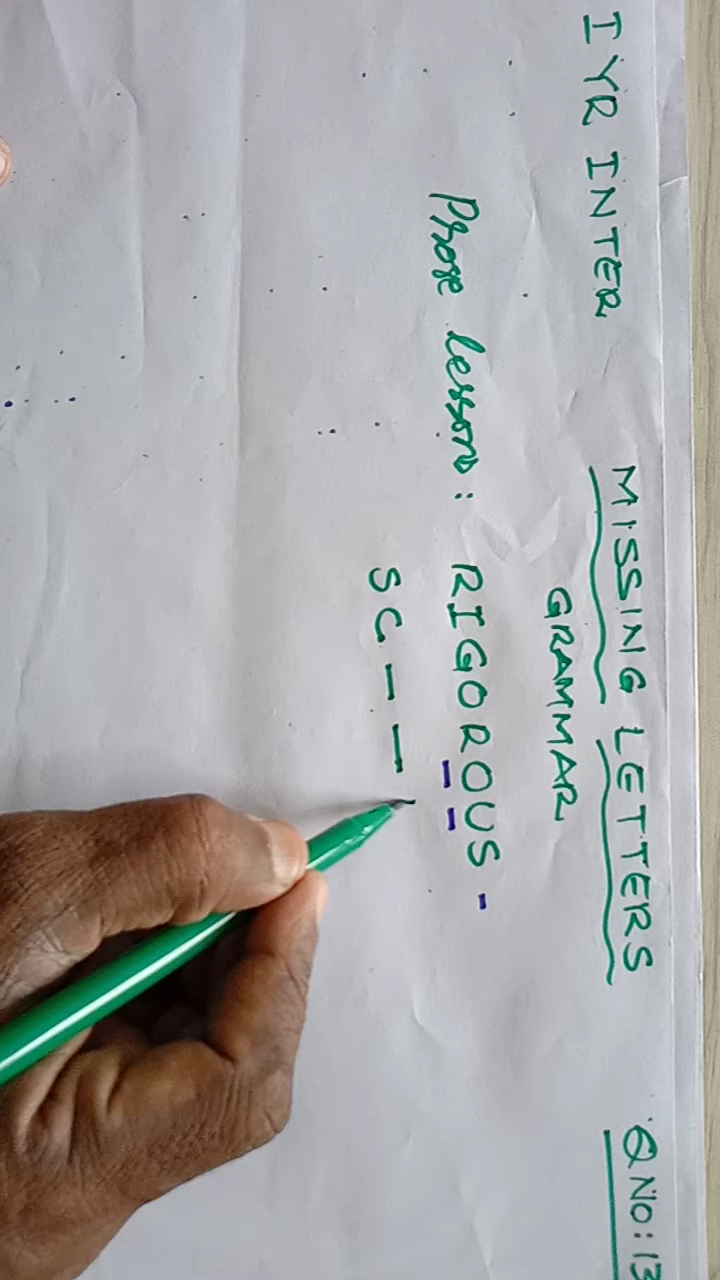 I YR INTER MISSING LETTERS Q NO: 13
GRAMMAR
Prose lessons: RIGOROUS -
SC _ _